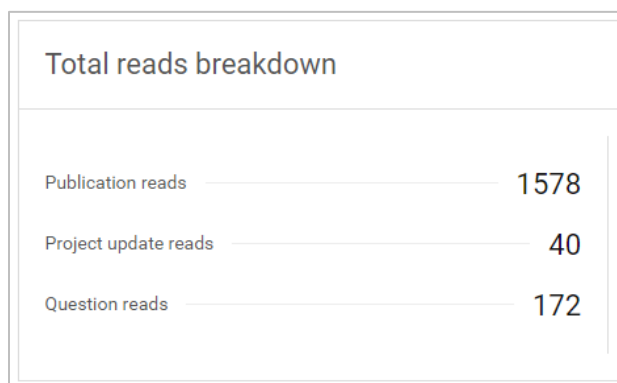 Total reads breakdown
Publication reads 1578
Project update reads 40
Question reads 172